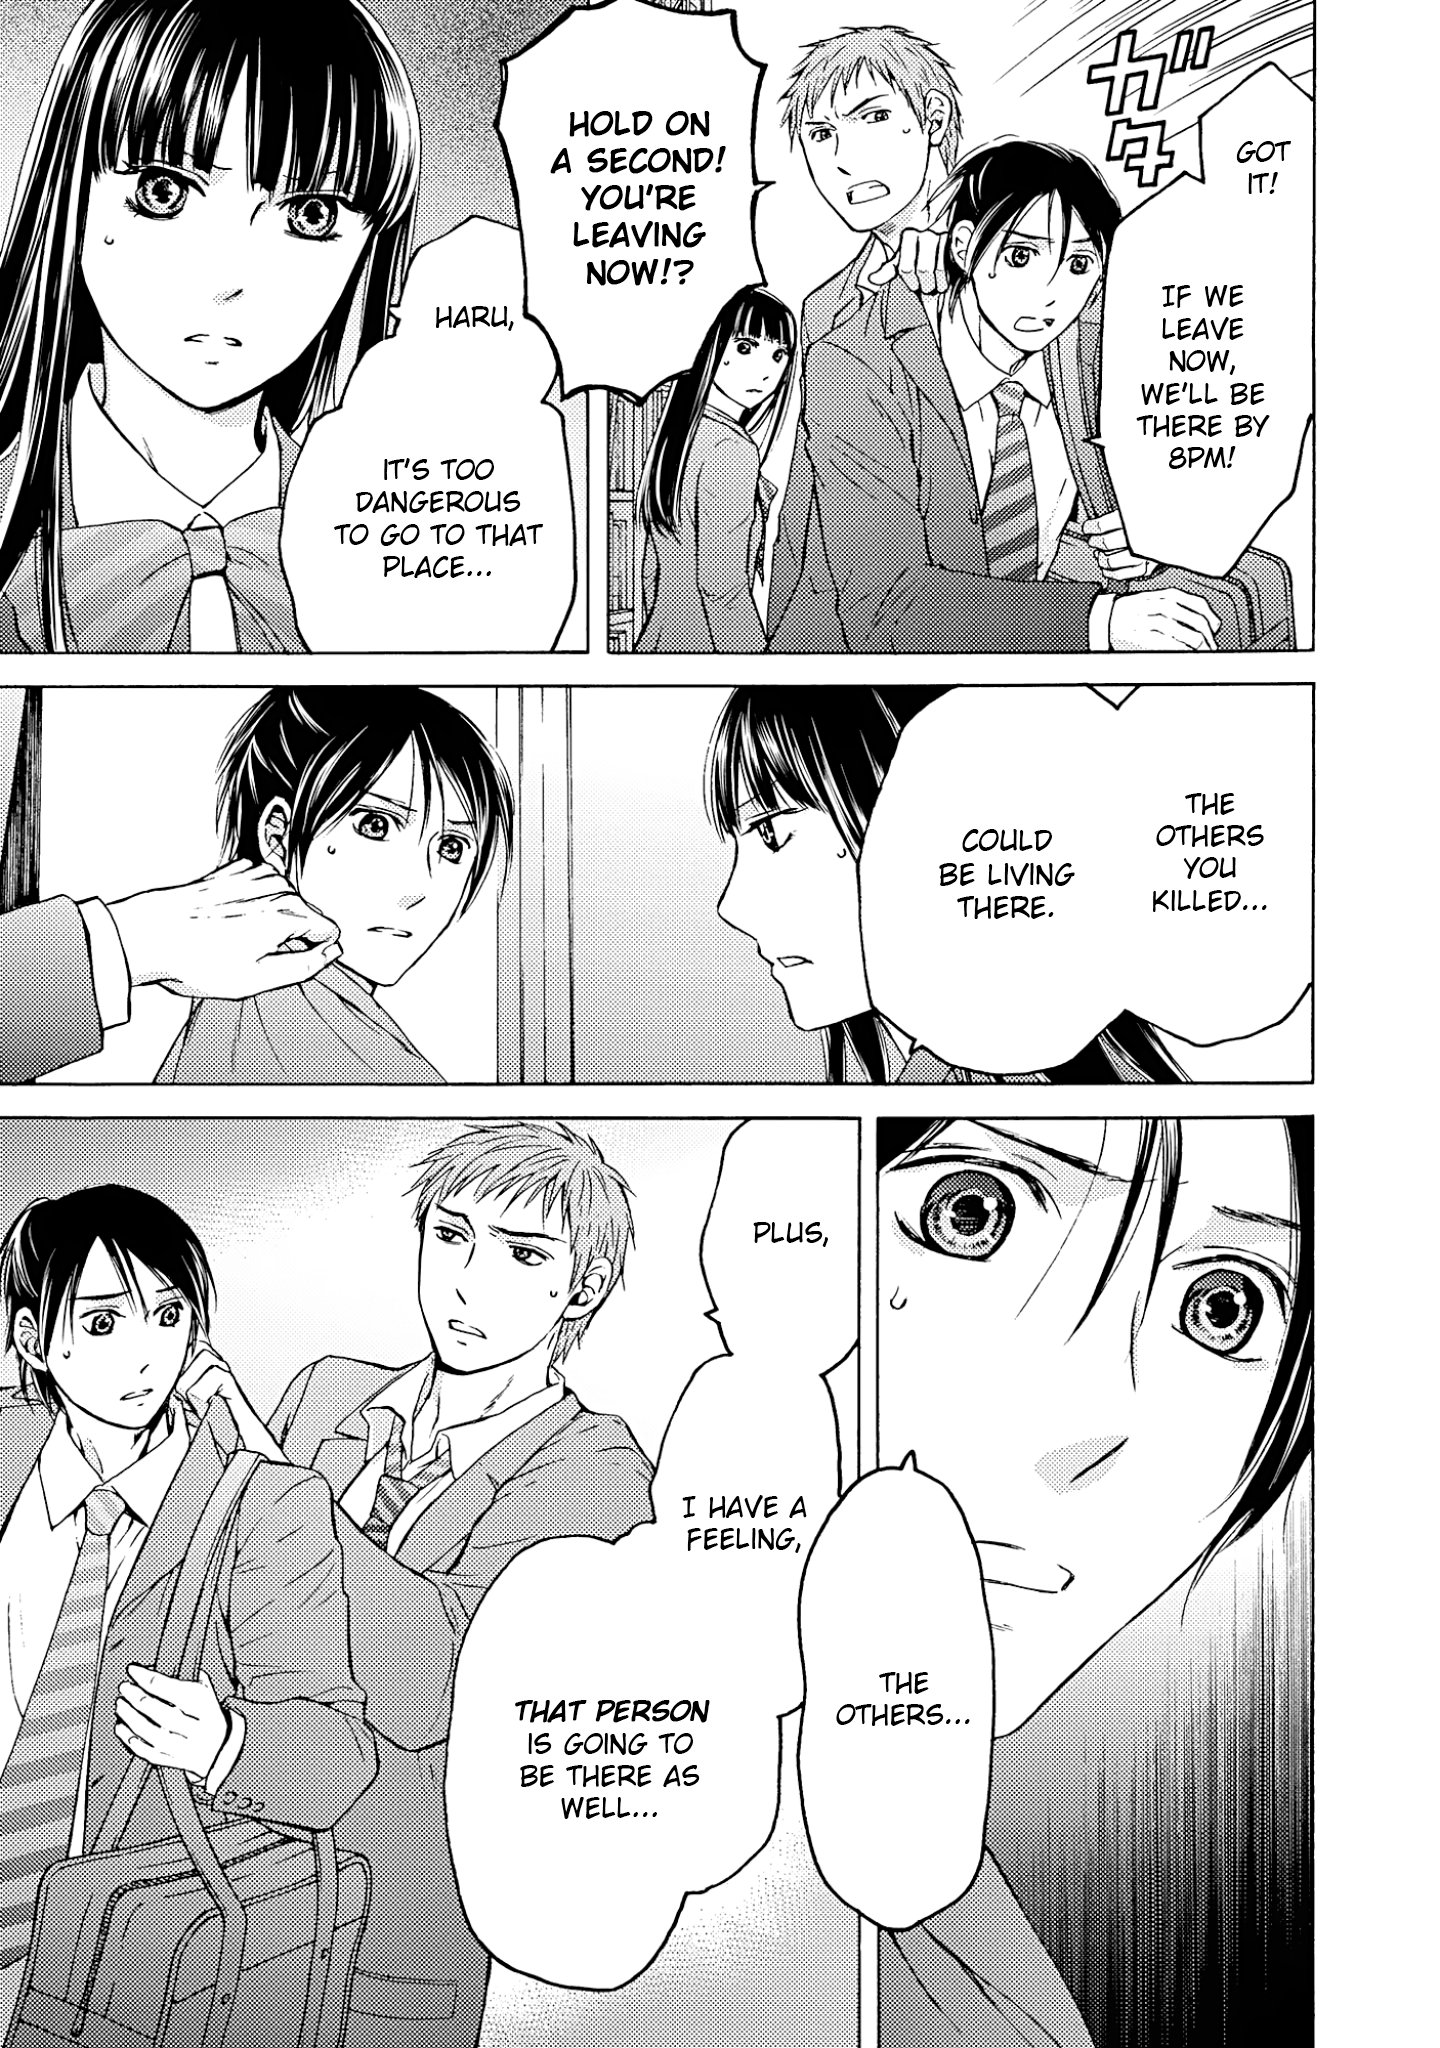 ガタ
GOT
IT!
IF WE
LEAVE
NOW,
WE'LL BE
THERE BY
8PM!
HOLD ON
A SECOND!
YOU'RE
LEAVING
NOW!?
HARU,
IT'S TOO
DANGEROUS
TO GO TO THAT
PLACE...
THE
OTHERS
YOU
KILLED...
COULD
BE LIVING
THERE.
THE
OTHERS...
PLUS,
I HAVE A
FEELING,
THAT PERSON
IS GOING TO
BE THERE AS
WELL...